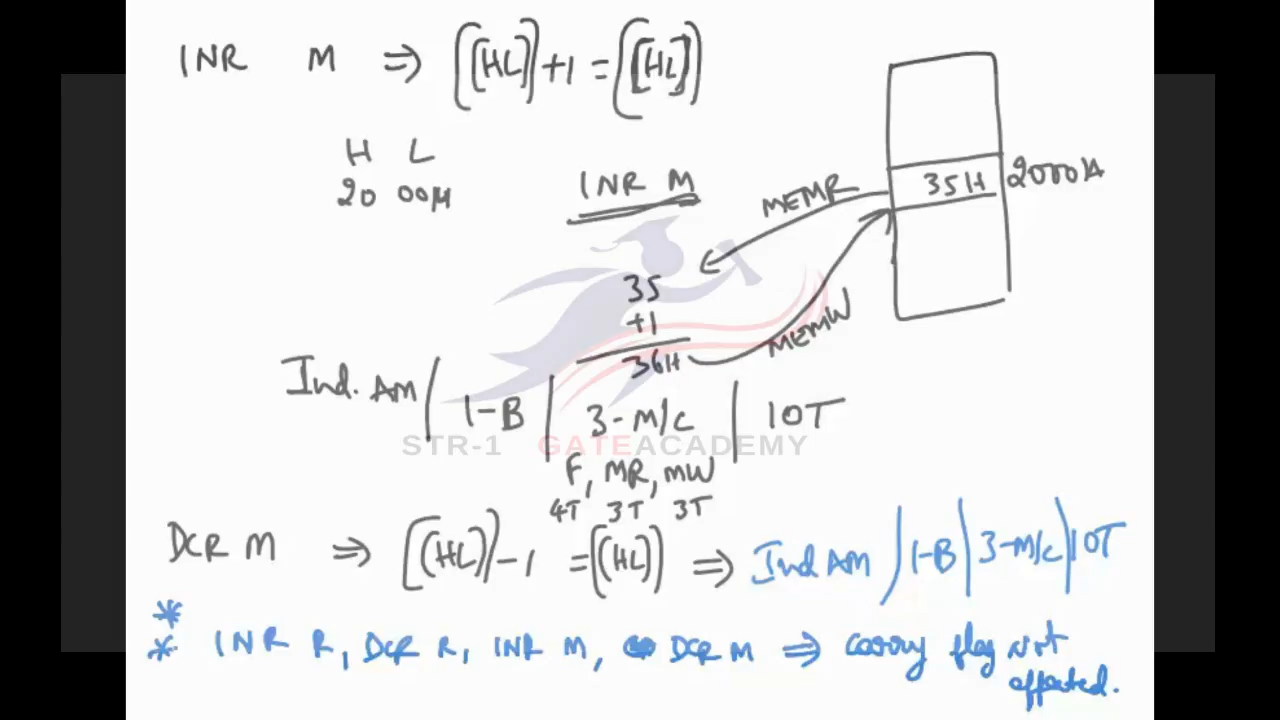 INR M ⇒ [[HL]]+1 = [[HL]]
H L
20 00H
INR M
MEMR
35H 2000H
35
+1
36H
MEMW
Ind. AM | 1-B | 3-M/C | 10T
STR-1 GATEACADEMY
F, MR, MW
4T 3T 3T
DCR M ⇒ [[HL]]-1 = [[HL]] ⇒ Ind AM | 1-B | 3-M/C | 10T
*
* INR R, DCR R, INR M, DCR M ⇒ carry flag not
affected.